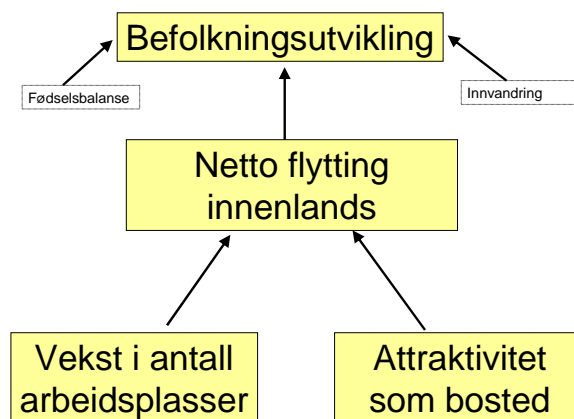 Befolkningsutvikling
Fødselsbalanse
Innvandring
Netto flytting
innenlands
Vekst i antall
arbeidsplasser
Attraktivitet
som bosted